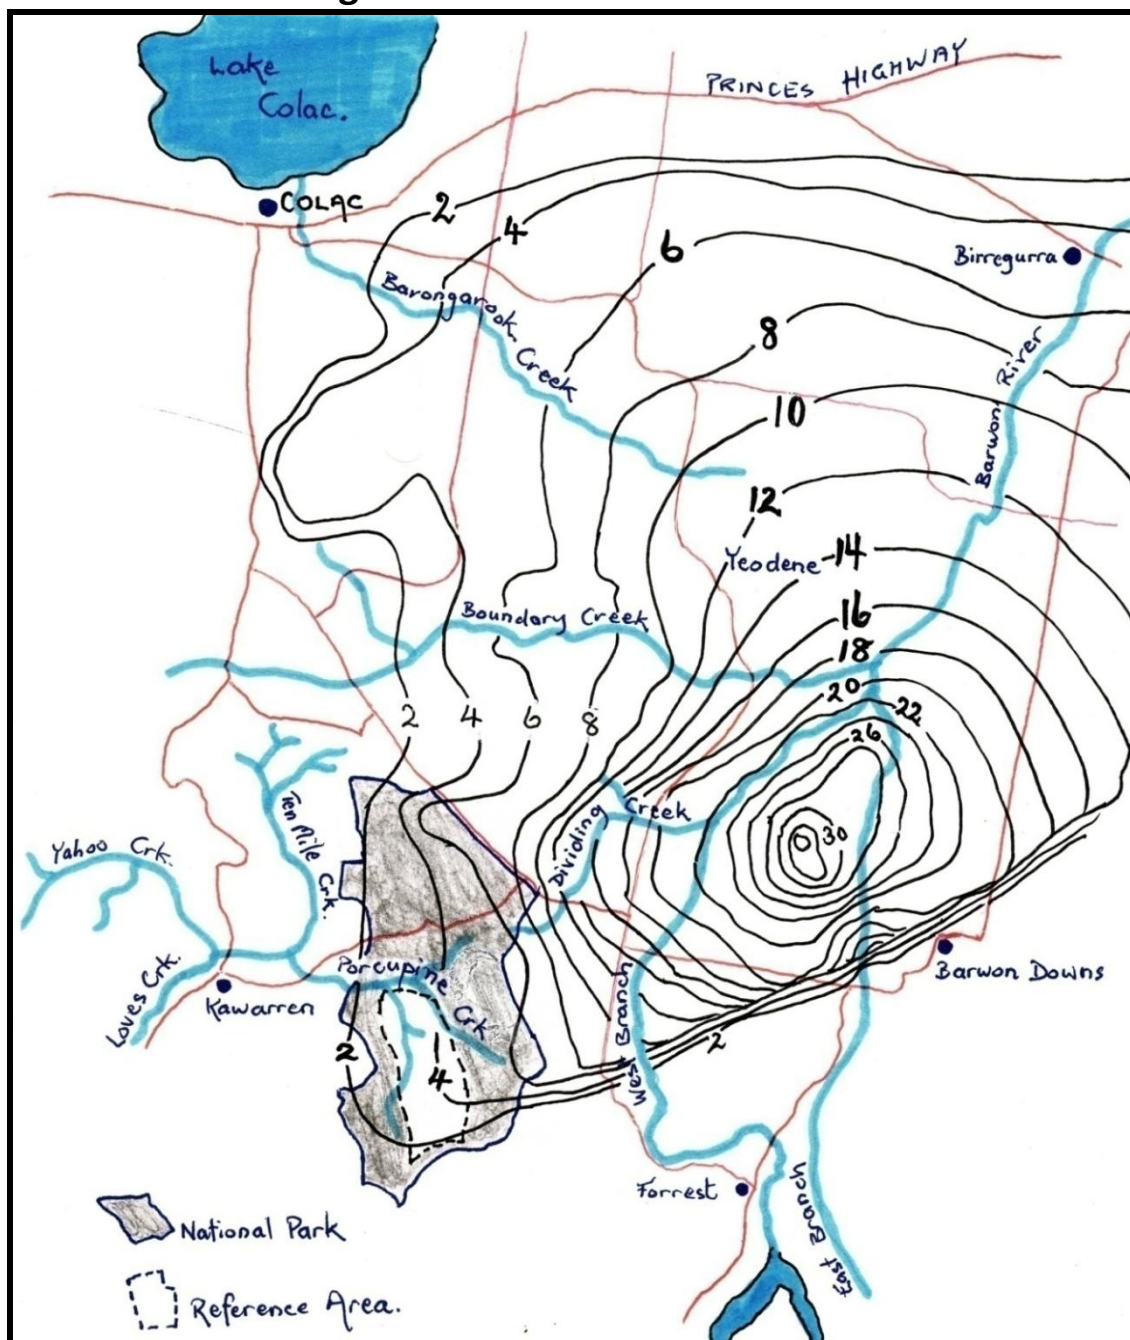 Lake
Colac.
PRINCES HIGHWAY
COLAC
2
4
6
Birregurra
Barongarook
Creek
8
Barwon River
10
12
Yeodene
14
Boundary Creek
16
18
20
22
2
4
6
8
26
Ten Mile
Crk.
Dividing
Creek
30
Yahoo Crk.
Porcupine
Crk
Loves Crk.
Kawarren
Barwon Downs
West Branch
2
4
2
Forrest
East Branch
National Park
Reference Area.